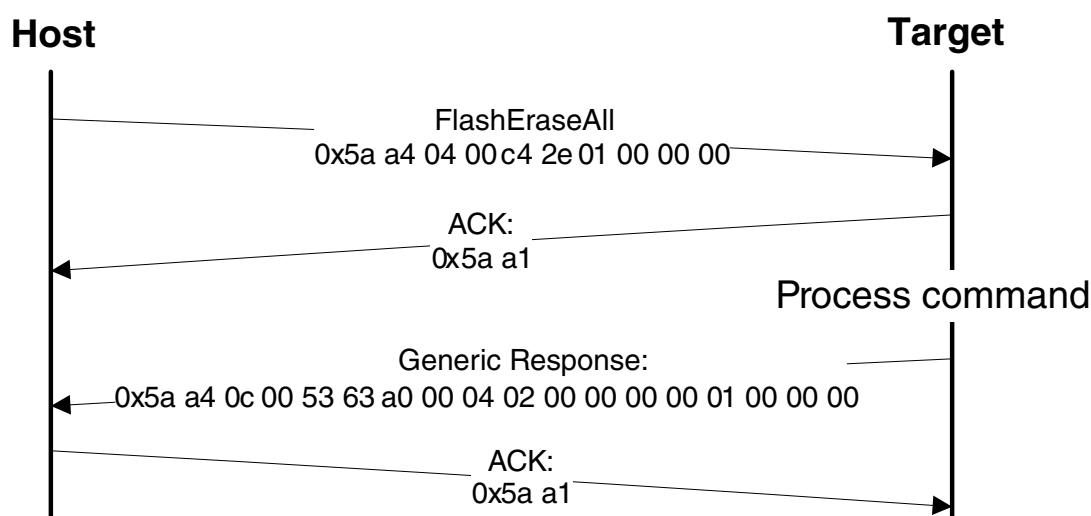 Host
Target
FlashEraseAll
0x5a a4 04 00 c4 2e 01 00 00 00
ACK:
0x5a a1
Process command
Generic Response:
0x5a a4 0c 00 53 63 a0 00 04 02 00 00 00 00 01 00 00 00
ACK:
0x5a a1